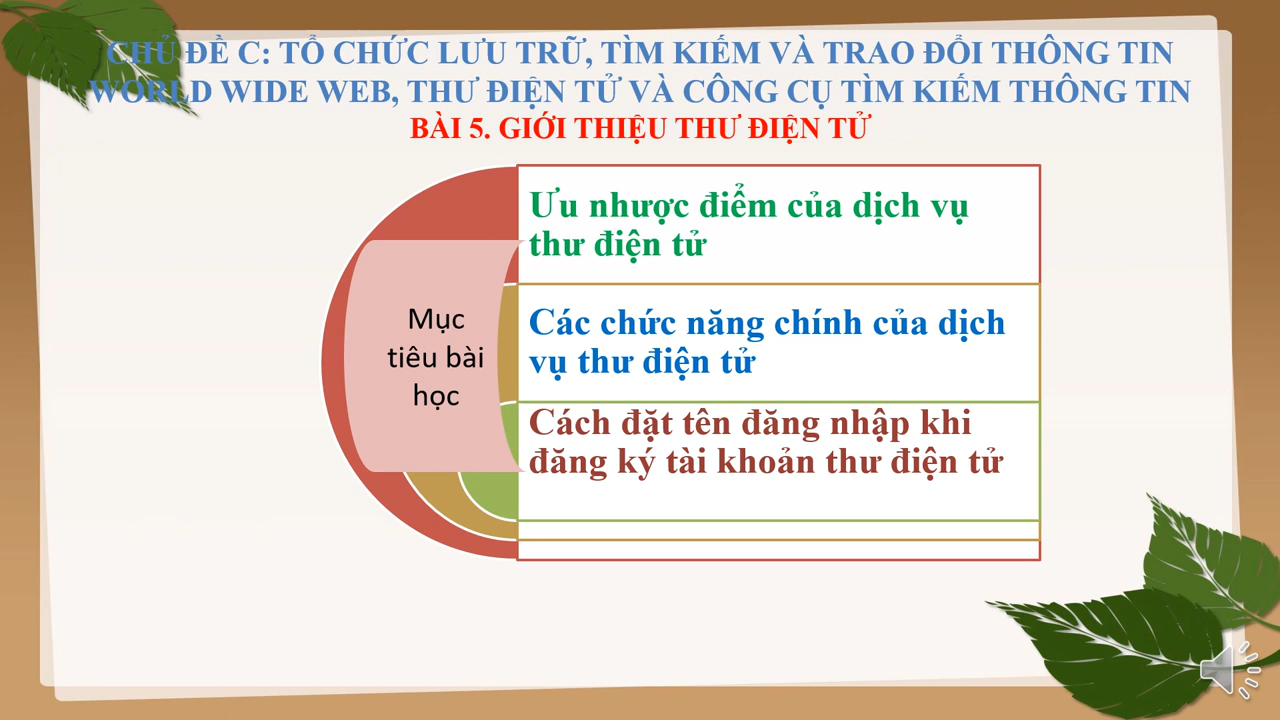 CHỦ ĐỀ C: TỔ CHỨC LƯU TRỮ, TÌM KIẾM VÀ TRAO ĐỔI THÔNG TIN
WORLD WIDE WEB, THƯ ĐIỆN TỬ VÀ CÔNG CỤ TÌM KIẾM THÔNG TIN
BÀI 5. GIỚI THIỆU THƯ ĐIỆN TỬ
Mục
tiêu bài
học
Ưu nhược điểm của dịch vụ
thư điện tử
Các chức năng chính của dịch
vụ thư điện tử
Cách đặt tên đăng nhập khi
đăng ký tài khoản thư điện tử